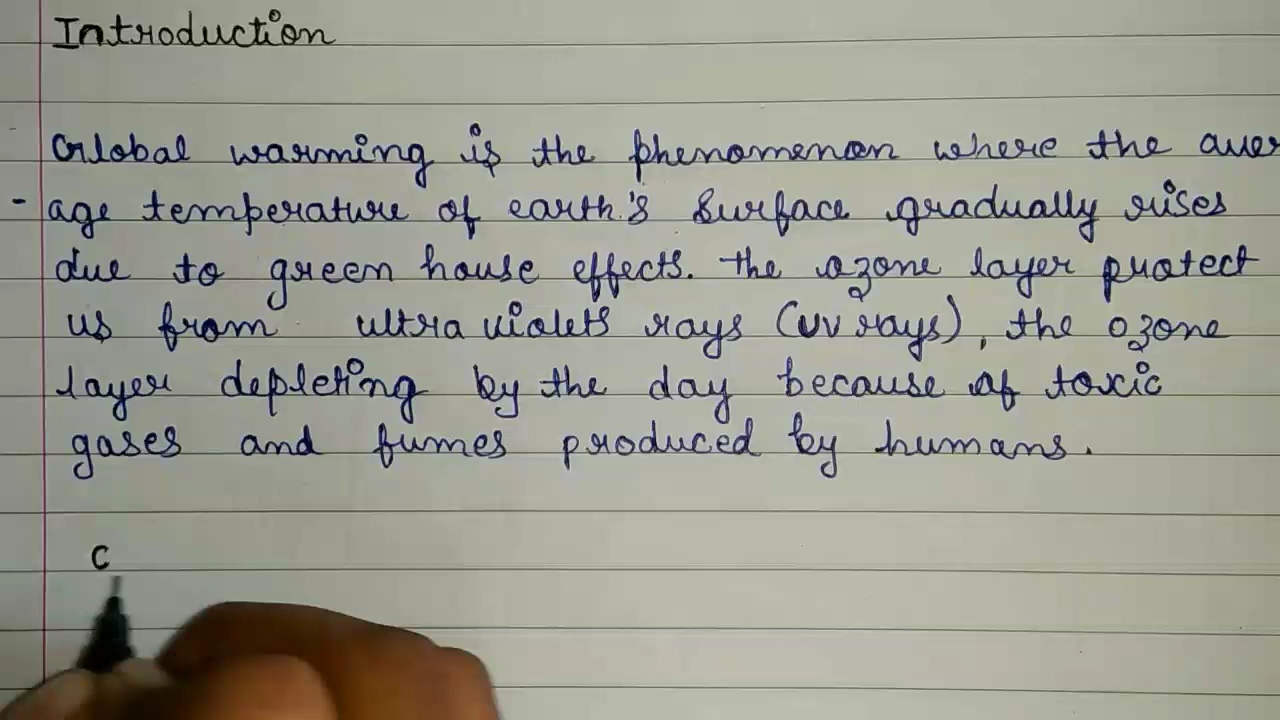 Introduction
Global warming is the phenomenon where the aver
- age temperature of earth's surface gradually rises
due to green house effects. the ozone layer protect
us from ultra violets rays (UV rays), the ozone
layer depleting by the day because of toxic
gases and fumes produced by humans.
C